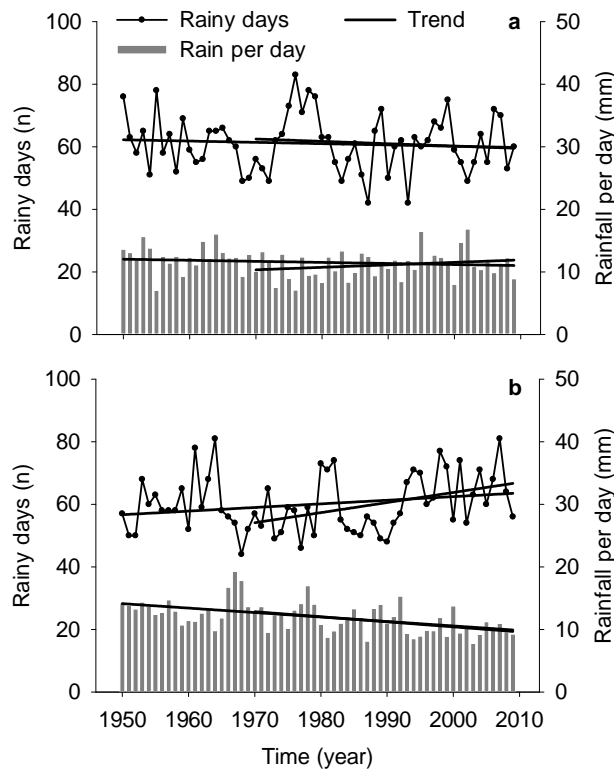 Rainy days
Trend
a
Rain per day
100
80
60
40
20
0
Rainy days (n)
50
40
30
20
10
0
Rainfall per day (mm)
b
100
80
60
40
20
0
Rainy days (n)
50
40
30
20
10
0
Rainfall per day (mm)
1950 1960 1970 1980 1990 2000 2010
Time (year)